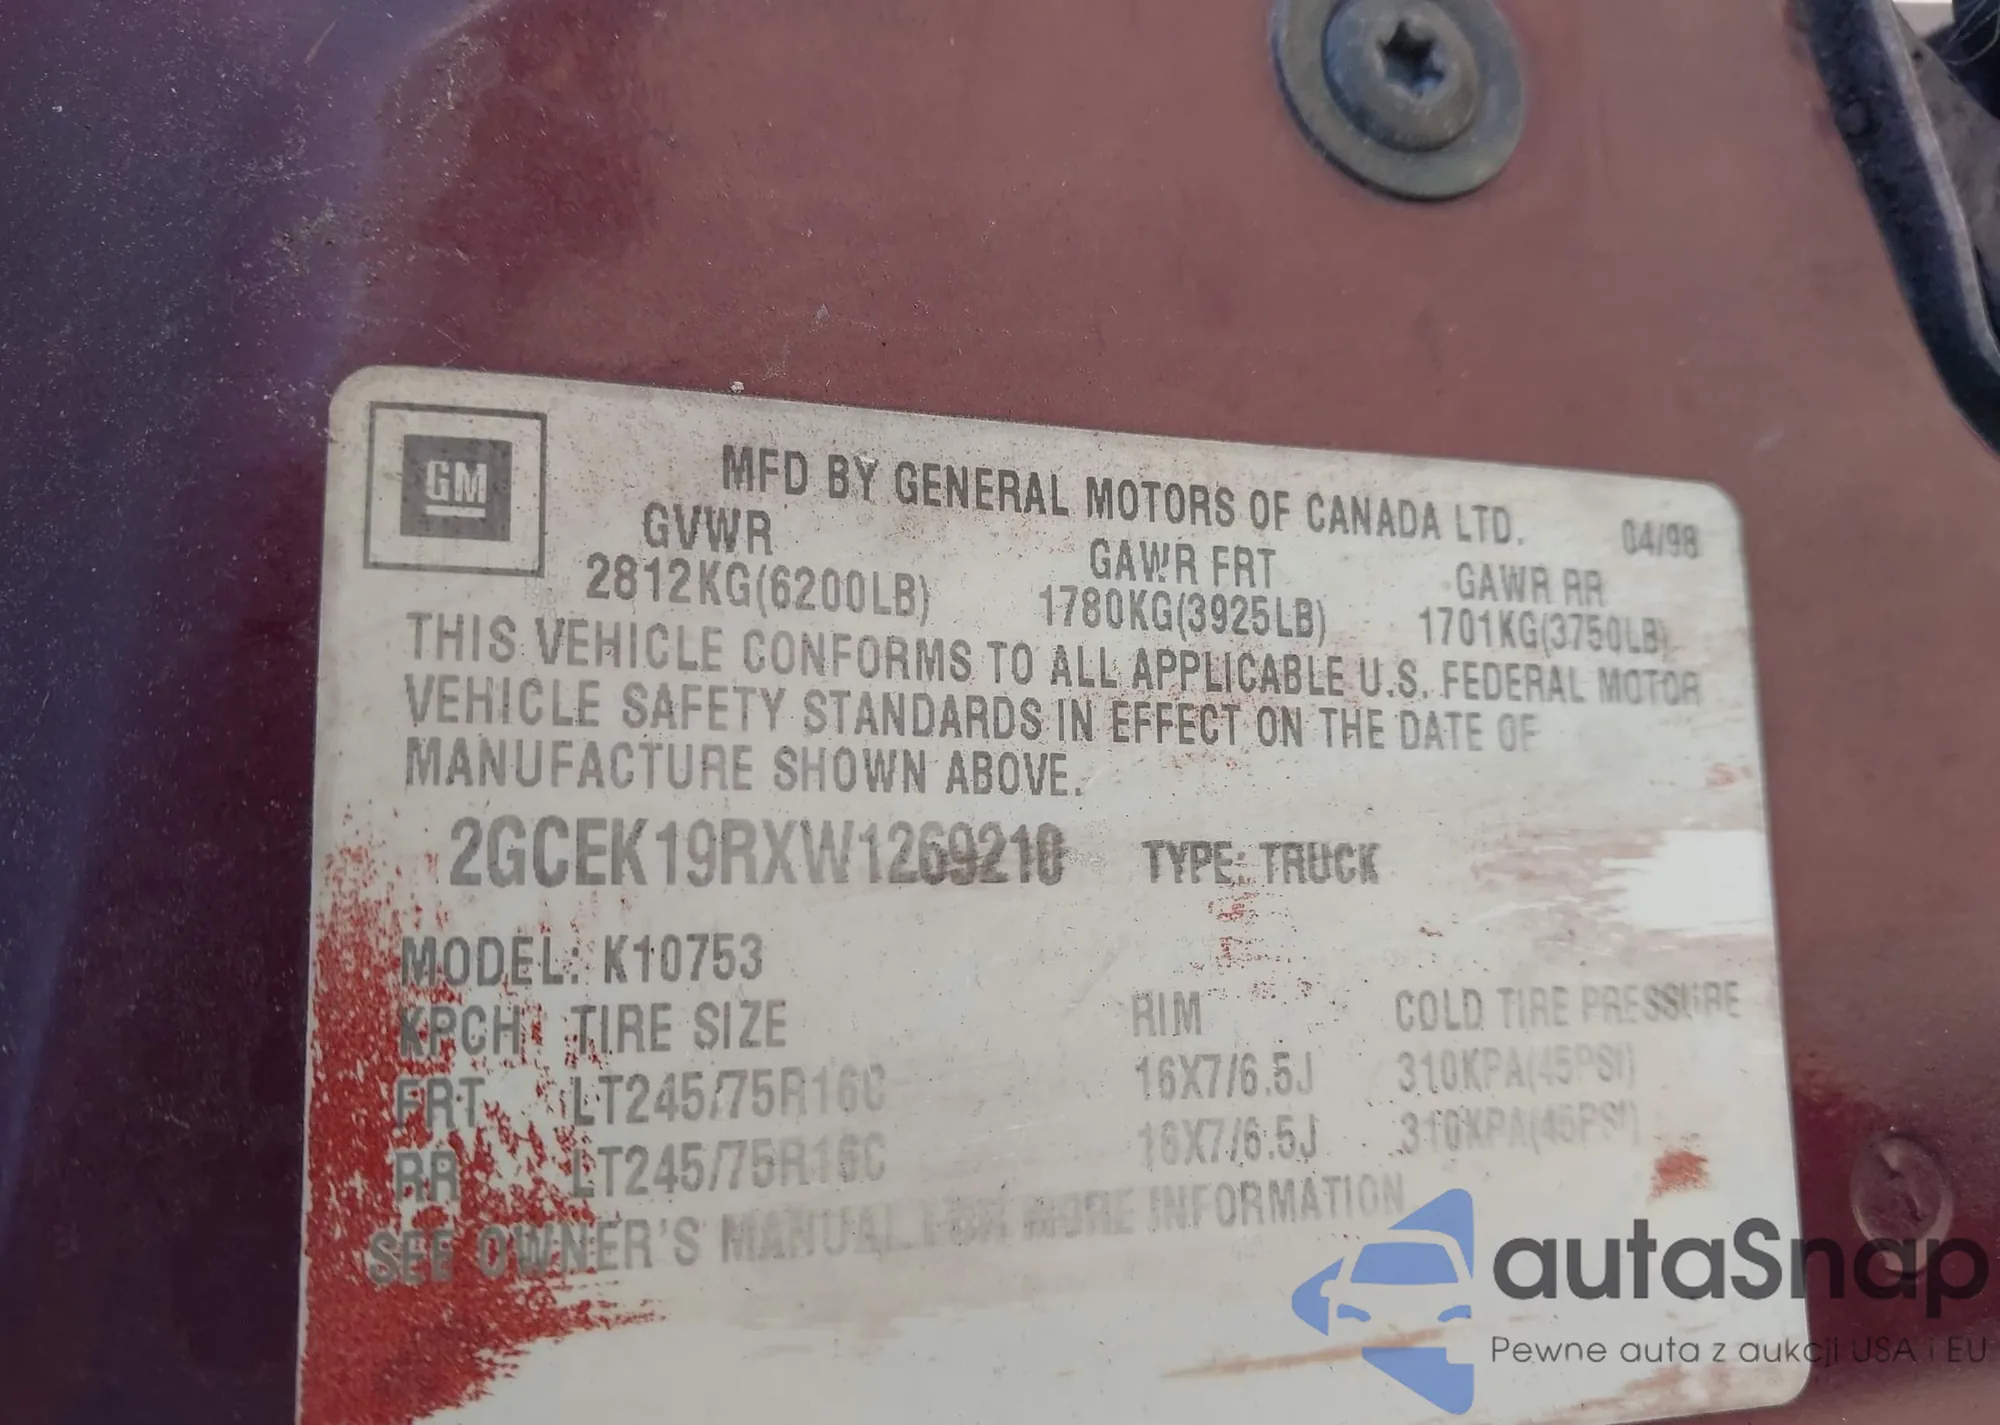 GM
MFD BY GENERAL MOTORS OF CANADA LTD.
04/98
GVWR GAWR FRT GAWR RR
2812KG(6200LB) 1780KG(3925LB) 1701KG(3750LB)
THIS VEHICLE CONFORMS TO ALL APPLICABLE U.S. FEDERAL MOTOR
VEHICLE SAFETY STANDARDS IN EFFECT ON THE DATE OF
MANUFACTURE SHOWN ABOVE.
2GCEK19RXW1269210 TYPE: TRUCK
MODEL: K10753
KPCH TIRE SIZE RIM COLD TIRE PRESSURE
FRT LT245/75R16C 16X7/6.5J 310KPA(45PSI)
RR LT245/75R16C 16X7/6.5J 310KPA(45PSI)
SEE OWNER'S MANUAL FOR MORE INFORMATION
autaSnap
Pewne auta z aukcji USA i EU